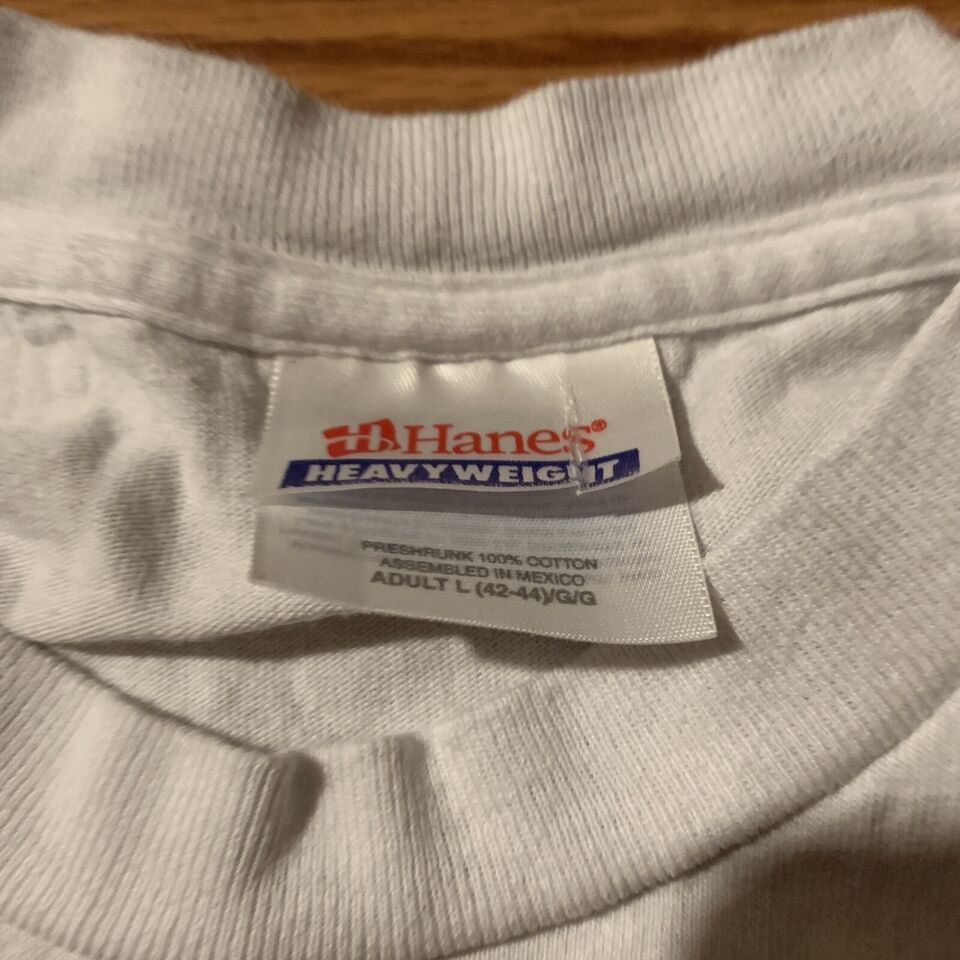 Hanes®
HEAVYWEIGHT
PRESHRUNK 100% COTTON
ASSEMBLED IN MEXICO
ADULT L (42-44)/G/G